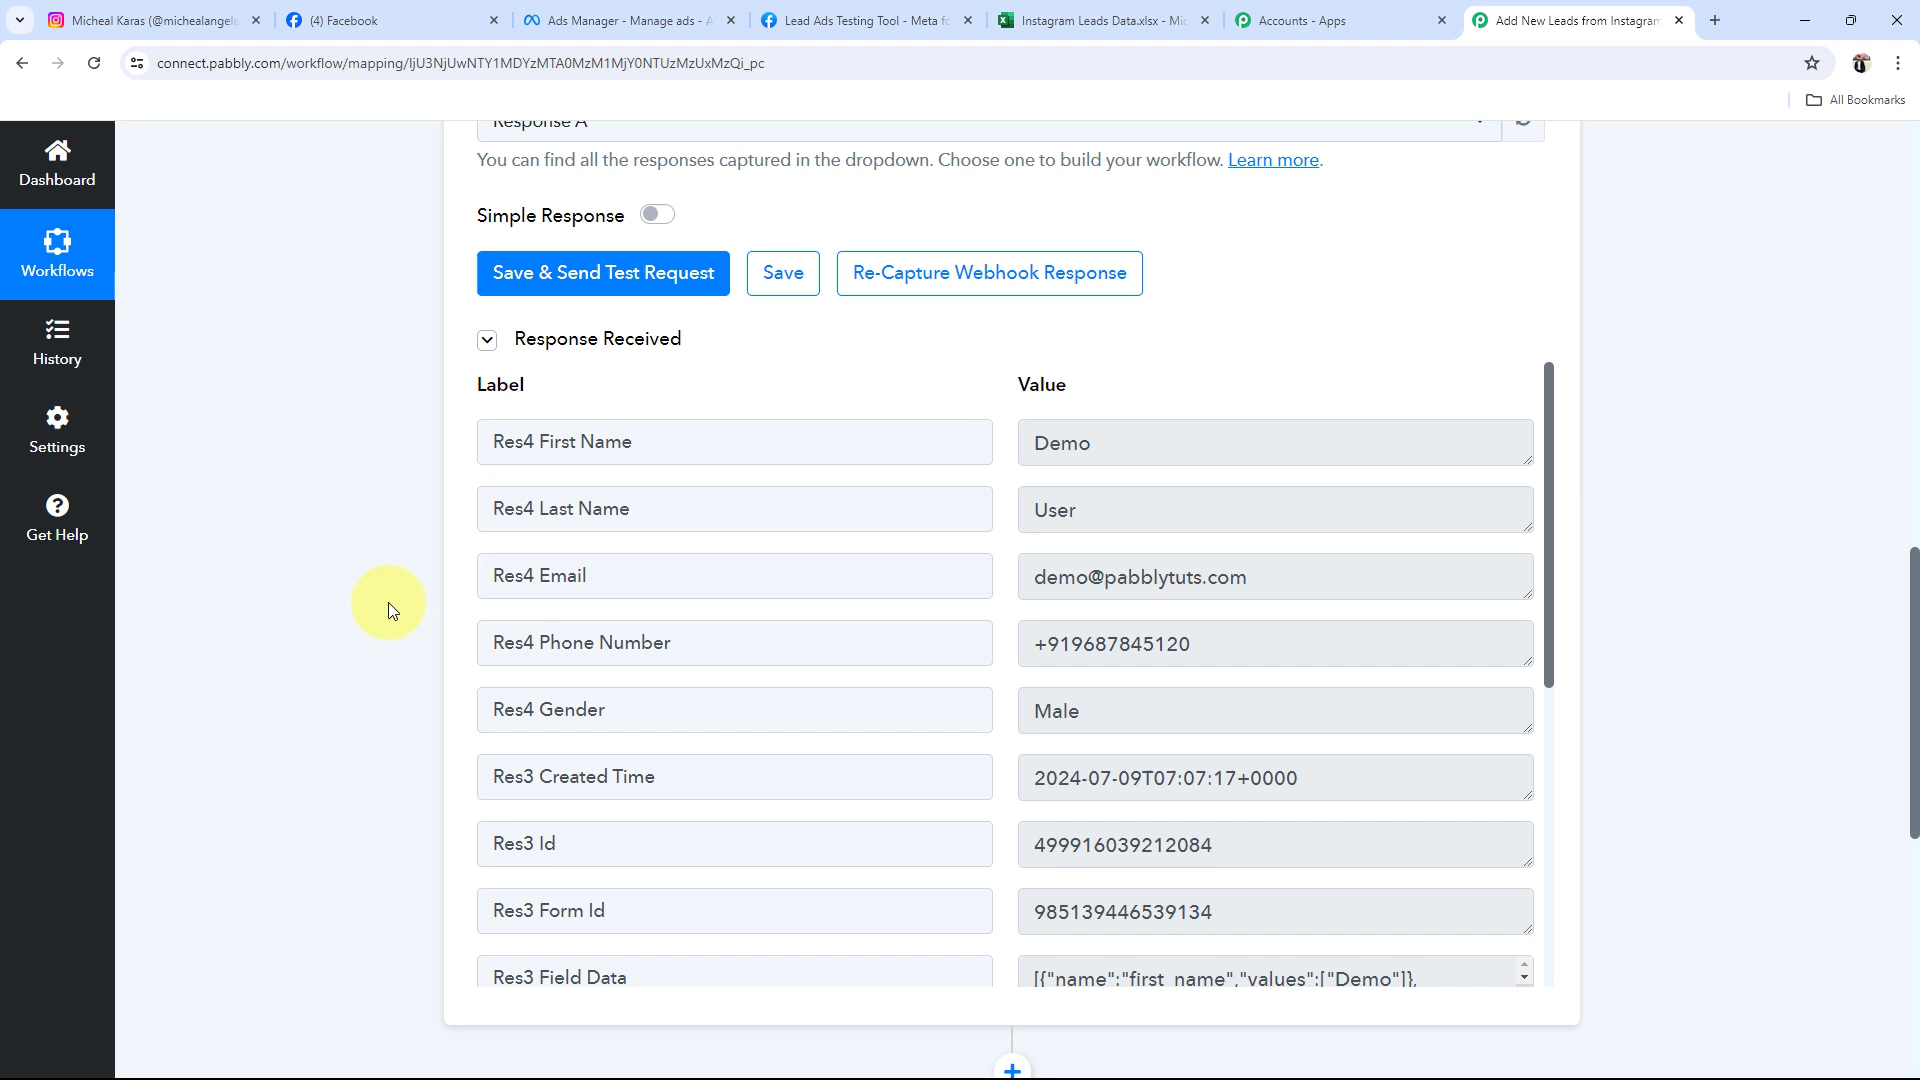 Micheal Karas (@michealangelo
(4) Facebook
Ads Manager - Manage ads - A
Lead Ads Testing Tool - Meta fo
Instagram Leads Data.xlsx - Mic
Accounts - Apps
Add New Leads from Instagram
connect.pabbly.com/workflow/mapping/IjU3NjUwNTY1MDYzMTA0MzM1MjY0NTUzMzUxMzQi_pc
All Bookmarks
Dashboard
Workflows
History
Settings
Get Help
Response A
You can find all the responses captured in the dropdown. Choose one to build your workflow. Learn more.
Simple Response
Save & Send Test Request
Save
Re-Capture Webhook Response
Response Received
Label
Value
Res4 First Name
Demo
Res4 Last Name
User
Res4 Email
demo@pabblytuts.com
Res4 Phone Number
+919687845120
Res4 Gender
Male
Res3 Created Time
2024-07-09T07:07:17+0000
Res3 Id
499916039212084
Res3 Form Id
985139446539134
Res3 Field Data
[{"name":"first_name","values":["Demo"]},